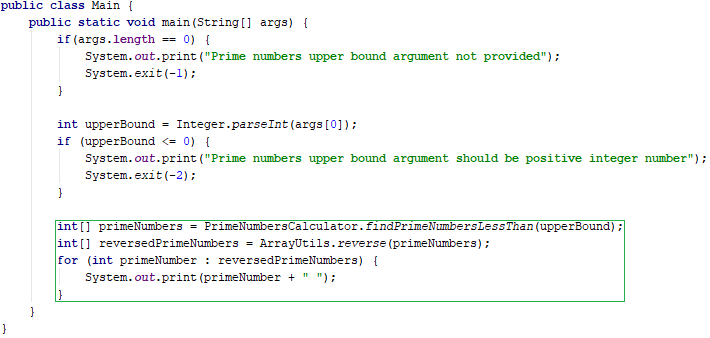 public class Main {
    public static void main(String[] args) {
        if(args.length == 0) {
            System.out.print("Prime numbers upper bound argument not provided");
            System.exit(-1);
        }

        int upperBound = Integer.parseInt(args[0]);
        if (upperBound <= 0) {
            System.out.print("Prime numbers upper bound argument should be positive integer number");
            System.exit(-2);
        }

        int[] primeNumbers = PrimeNumbersCalculator.findPrimeNumbersLessThan(upperBound);
        int[] reversedPrimeNumbers = ArrayUtils.reverse(primeNumbers);
        for (int primeNumber : reversedPrimeNumbers) {
            System.out.print(primeNumber + " ");
        }
    }
}